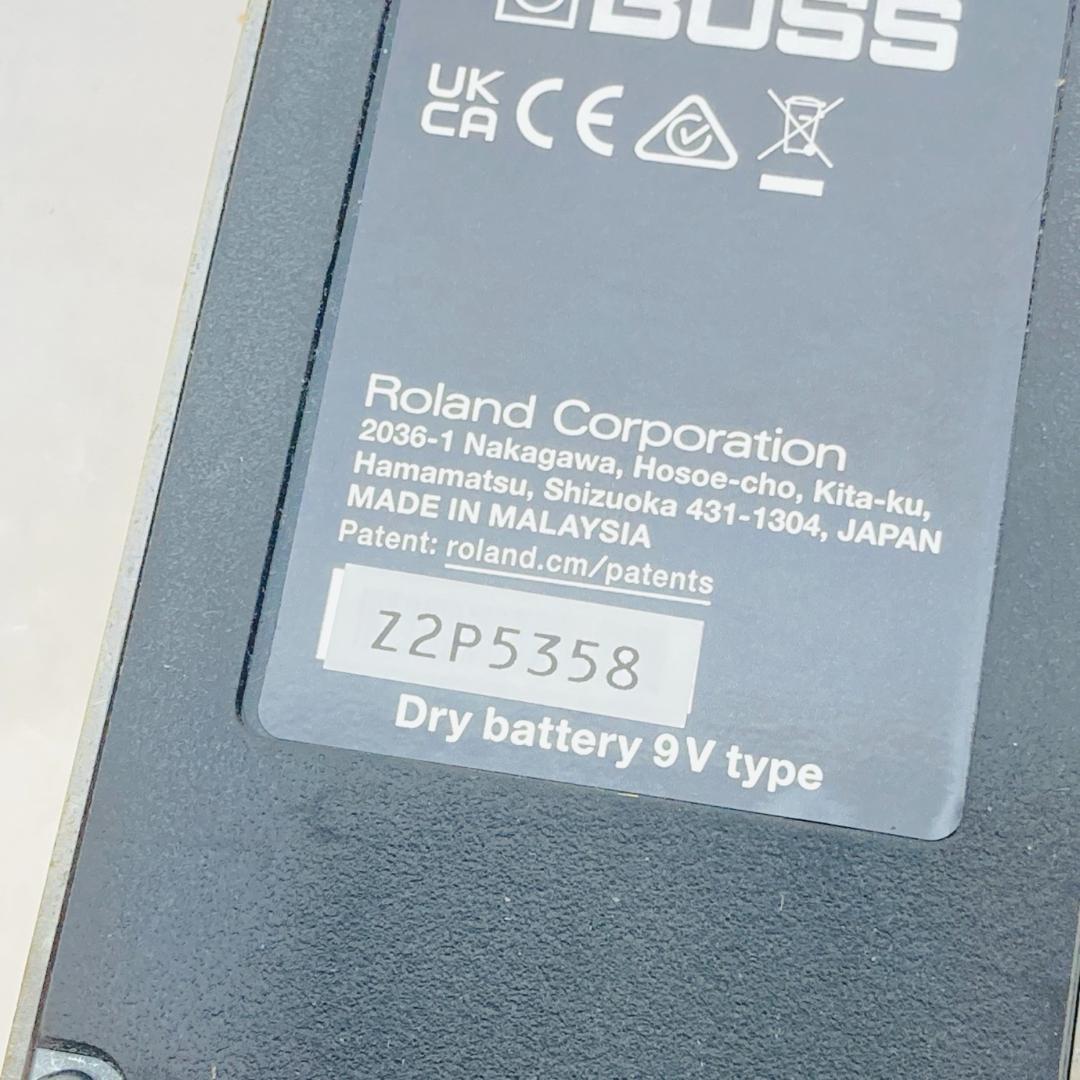 BOSS
UK
CA CE
Roland Corporation
2036-1 Nakagawa, Hosoe-cho, Kita-ku,
Hamamatsu, Shizuoka 431-1304, JAPAN
MADE IN MALAYSIA
Patent: roland.cm/patents
Z2P5358
Dry battery 9V type